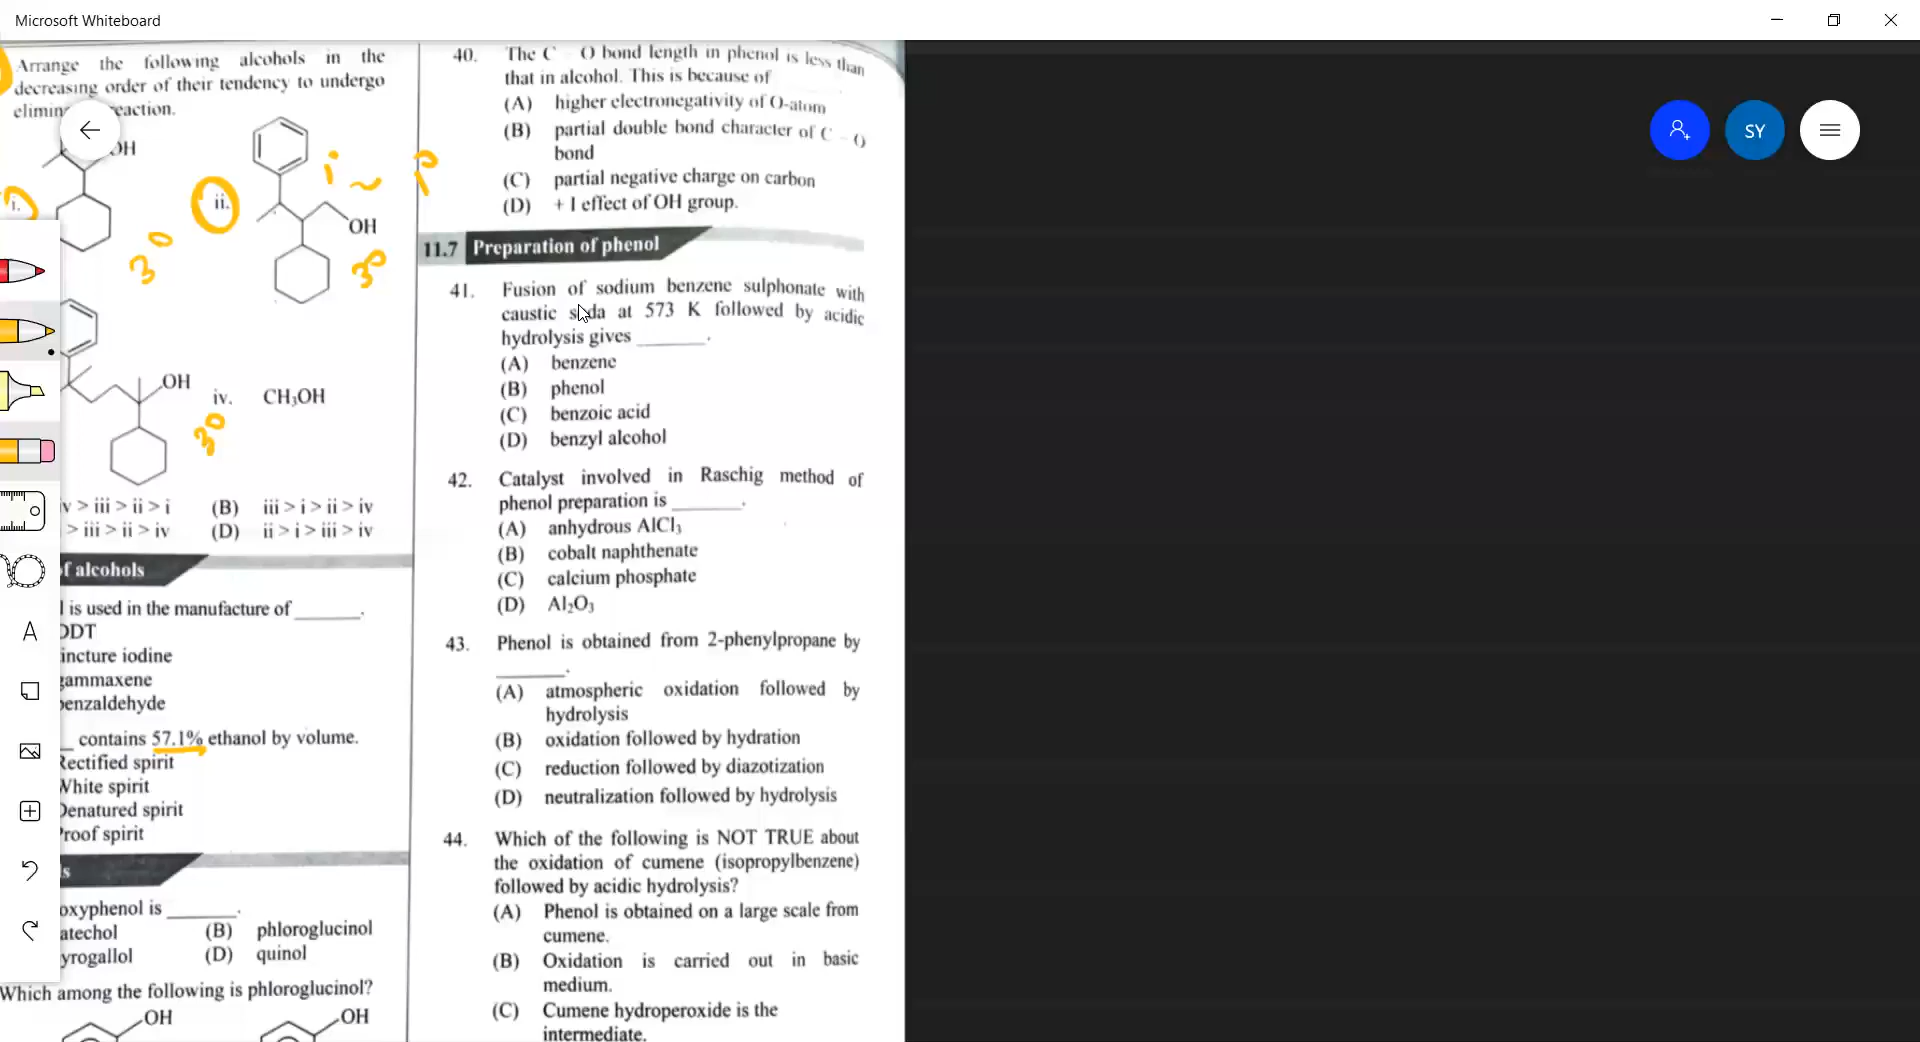 Microsoft Whiteboard
SY
Arrange the following alcohols in the
decreasing order of their tendency to undergo
elimin eaction.
OH
i.
ii.
i ~ P
OH
3⁰
3⁰
OH
iv. CH₃OH
3⁰
iv > iii > ii > i (B) iii > i > ii > iv
> iii > ii > iv (D) ii > i > iii > iv
f alcohols
l is used in the manufacture of ______.
DDT
incture iodine
gammaxene
benzaldehyde
_ contains 57.1% ethanol by volume.
Rectified spirit
White spirit
Denatured spirit
Proof spirit
s
oxyphenol is ______.
atechol (B) phloroglucinol
yrogallol (D) quinol
Which among the following is phloroglucinol?
OH OH
40. The C – O bond length in phenol is less than
that in alcohol. This is because of
(A) higher electronegativity of O-atom
(B) partial double bond character of C – O
bond
(C) partial negative charge on carbon
(D) + I effect of OH group.
11.7 Preparation of phenol
41. Fusion of sodium benzene sulphonate with
caustic soda at 573 K followed by acidic
hydrolysis gives ______.
(A) benzene
(B) phenol
(C) benzoic acid
(D) benzyl alcohol
42. Catalyst involved in Raschig method of
phenol preparation is ______.
(A) anhydrous AlCl₃
(B) cobalt naphthenate
(C) calcium phosphate
(D) Al₂O₃
43. Phenol is obtained from 2-phenylpropane by
______.
(A) atmospheric oxidation followed by
hydrolysis
(B) oxidation followed by hydration
(C) reduction followed by diazotization
(D) neutralization followed by hydrolysis
44. Which of the following is NOT TRUE about
the oxidation of cumene (isopropylbenzene)
followed by acidic hydrolysis?
(A) Phenol is obtained on a large scale from
cumene.
(B) Oxidation is carried out in basic
medium.
(C) Cumene hydroperoxide is the
intermediate.